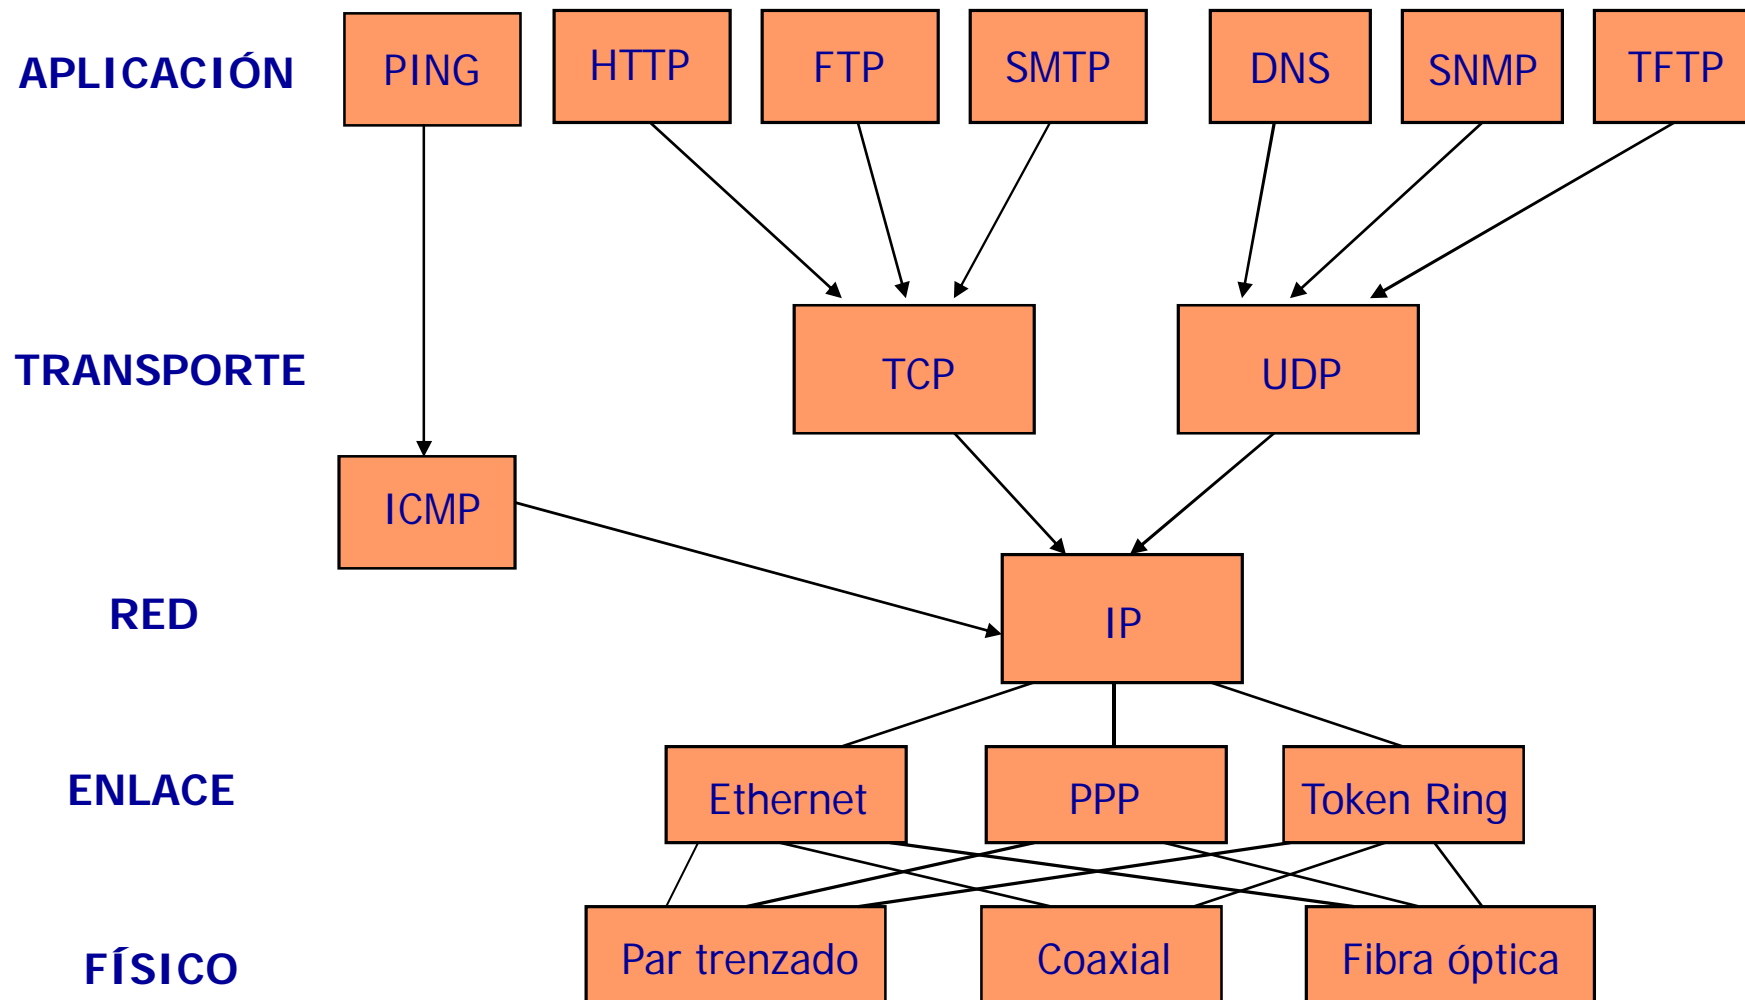 APLICACIÓN
PING
HTTP
FTP
SMTP
DNS
SNMP
TFTP
TRANSPORTE
TCP
UDP
ICMP
RED
IP
ENLACE
Ethernet
PPP
Token Ring
FÍSICO
Par trenzado
Coaxial
Fibra óptica